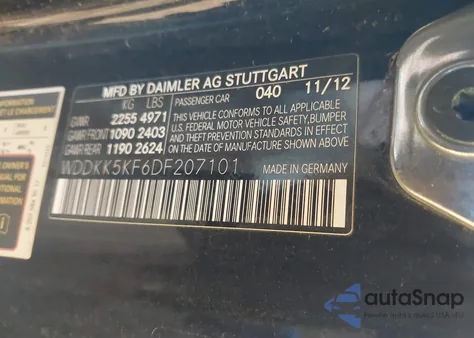 MFD BY DAIMLER AG STUTTGART
KG LBS PASSENGER CAR 040 11/12
GVWR 2255 4971 THIS VEHICLE CONFORMS TO ALL APPLICABLE
GAWR FRONT 1090 2403 U.S. FEDERAL MOTOR VEHICLE SAFETY, BUMPER, AND
GAWR REAR 1190 2624 THEFT PREVENTION STANDARDS IN EFFECT ON THE DATE OF MANUFACTURE SHOWN ABOVE.
WDDKK5KF6DF207101 MADE IN GERMANY
autoSnap